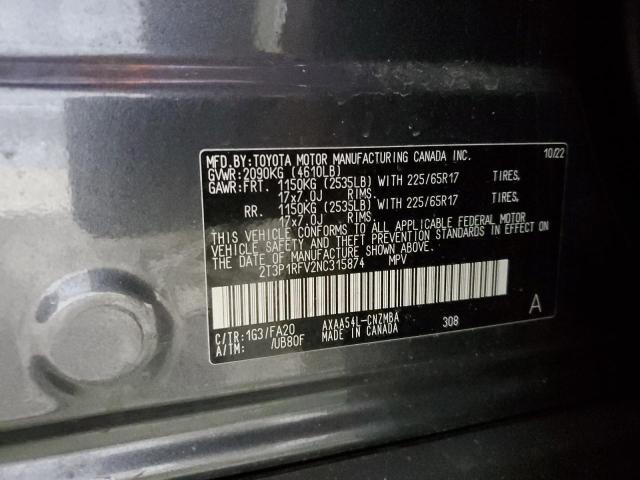 MFD.BY:TOYOTA MOTOR MANUFACTURING CANADA INC. 10/22
GVWR:2090KG (4610LB)
GAWR:FRT. 1150KG (2535LB) WITH 225/65R17 TIRES,
17x7.0J RIMS.
RR. 1150KG (2535LB) WITH 225/65R17 TIRES,
17x7.0J RIMS.
THIS VEHICLE CONFORMS TO ALL APPLICABLE FEDERAL MOTOR
VEHICLE SAFETY AND THEFT PREVENTION STANDARDS IN EFFECT ON
THE DATE OF MANUFACTURE SHOWN ABOVE.
2T3P1RFV2NC315874 MPV
A
C/TR:1G3/FA20 AXAA54L-CNZMBA 308
A/TM: /UB80F MADE IN CANADA